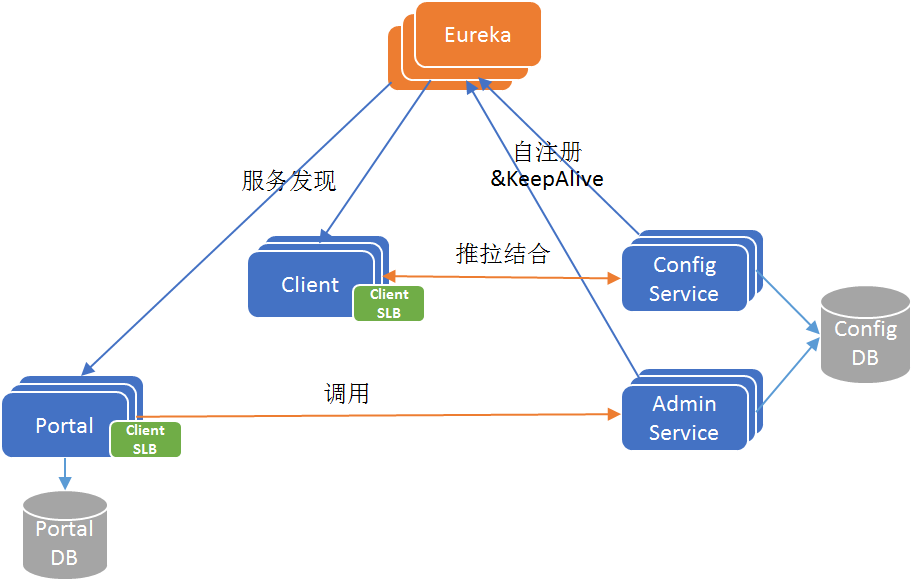 Eureka
自注册
&KeepAlive
服务发现
推拉结合
Client
Client
SLB
Config
Service
Config
DB
调用
Portal
Client
SLB
Admin
Service
Portal
DB